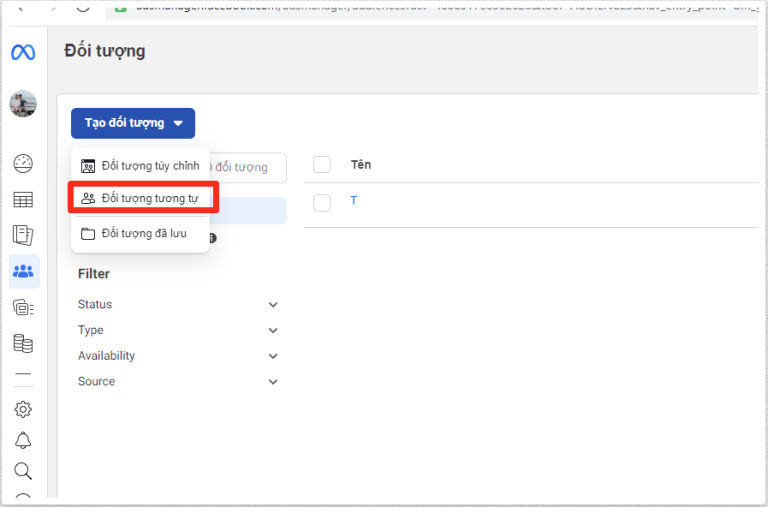 Đối tượng
Tạo đối tượng
Đối tượng tùy chỉnh
đối tượng
Đối tượng tương tự
Đối tượng đã lưu
Tên
T
Filter
Status
Type
Availability
Source